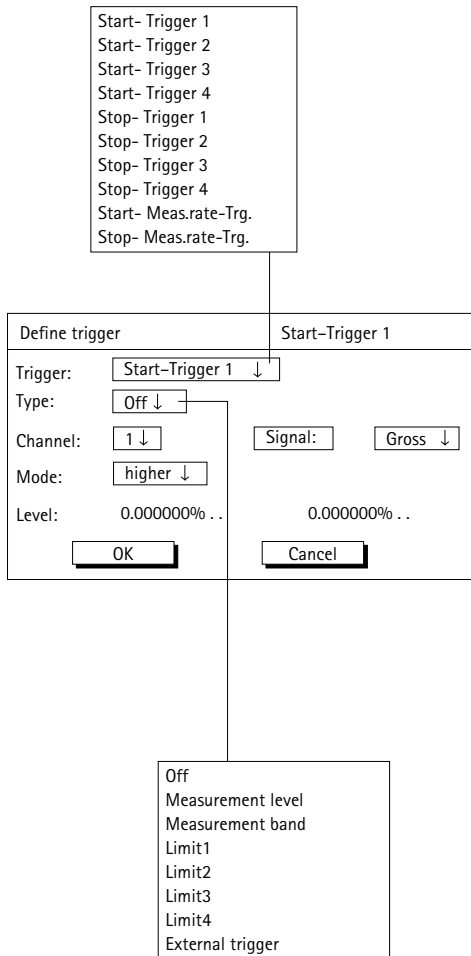 Start- Trigger 1
Start- Trigger 2
Start- Trigger 3
Start- Trigger 4
Stop- Trigger 1
Stop- Trigger 2
Stop- Trigger 3
Stop- Trigger 4
Start- Meas.rate-Trg.
Stop- Meas.rate-Trg.
Define trigger Start-Trigger 1
Trigger: Start-Trigger 1 ↓
Type: Off ↓
Channel: 1 ↓ Signal: Gross ↓
Mode: higher ↓
Level: 0.000000% . . 0.000000% . .
OK Cancel
Off
Measurement level
Measurement band
Limit1
Limit2
Limit3
Limit4
External trigger